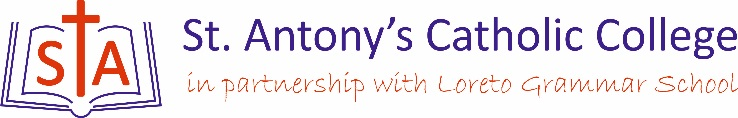 STA
St. Antony's Catholic College
in partnership with Loreto Grammar School